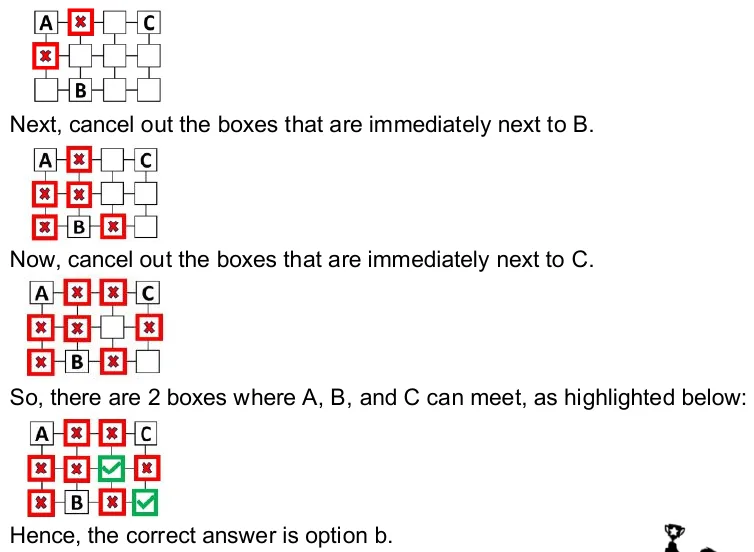 A C
B
Next, cancel out the boxes that are immediately next to B.
A C
B
Now, cancel out the boxes that are immediately next to C.
A C
B
So, there are 2 boxes where A, B, and C can meet, as highlighted below:
A C
B
Hence, the correct answer is option b.